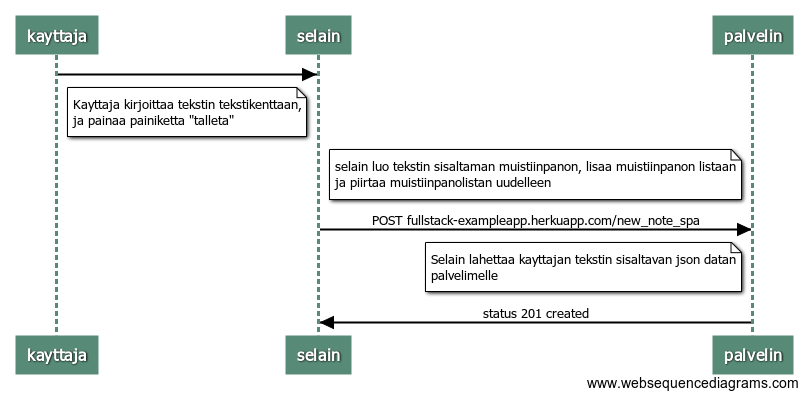 kayttaja selain palvelin
Kayttaja kirjoittaa tekstin tekstikenttaan,
ja painaa painiketta "talleta"
selain luo tekstin sisaltaman muistiinpanon, lisaa muistiinpanon listaan
ja piirtaa muistiinpanolistan uudelleen
POST fullstack-exampleapp.herkuapp.com/new_note_spa
Selain lahettaa kayttajan tekstin sisaltavan json datan
palvelimelle
status 201 created
kayttaja selain palvelin
www.websequencediagrams.com